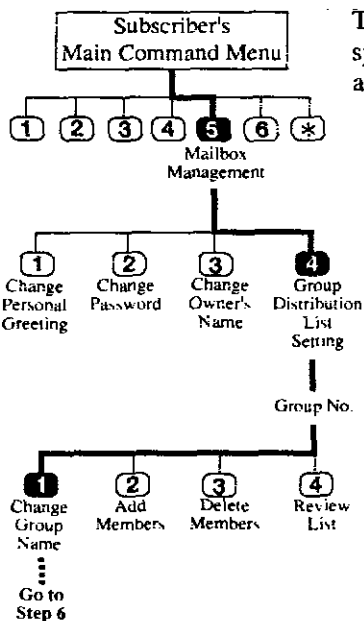 Subscriber's
Main Command Menu
1 2 3 4 5 6 *
Mailbox
Management
1 2 3 4
Change
Personal
Greeting
Change
Password
Change
Owner's
Name
Group
Distribution
List
Setting
Group No.
1 2 3 4
Change
Group
Name
Add
Members
Delete
Members
Review
List
Go to
Step 6